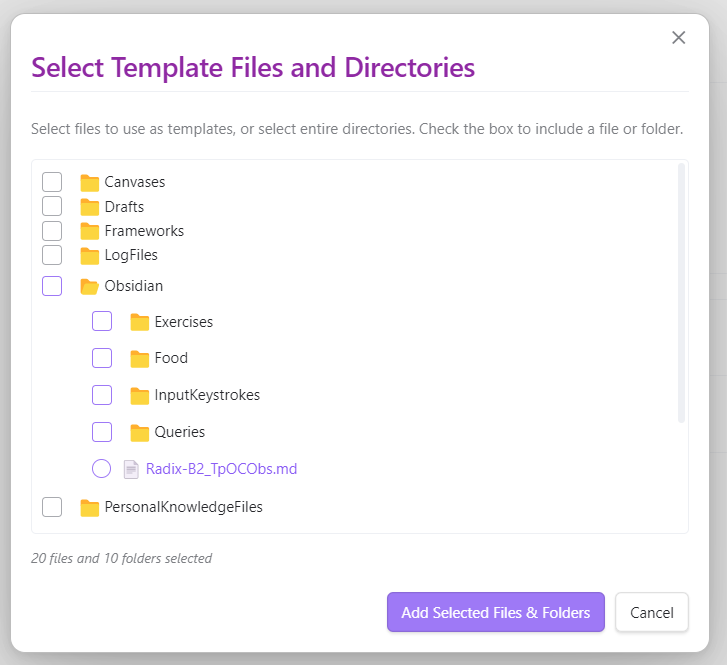 Select Template Files and Directories
Select files to use as templates, or select entire directories. Check the box to include a file or folder.
Canvases
Drafts
Frameworks
LogFiles
Obsidian
Exercises
Food
InputKeystrokes
Queries
Radix-B2_TpOCObs.md
PersonalKnowledgeFiles
20 files and 10 folders selected
Add Selected Files & Folders
Cancel